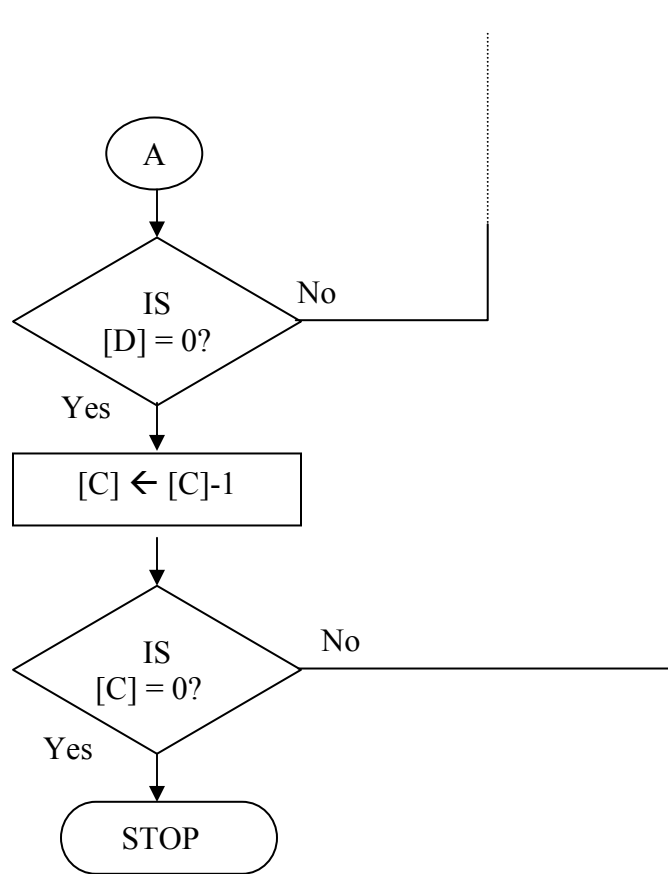 A
IS
[D] = 0?
No
Yes
[C] ← [C]-1
IS
[C] = 0?
No
Yes
STOP